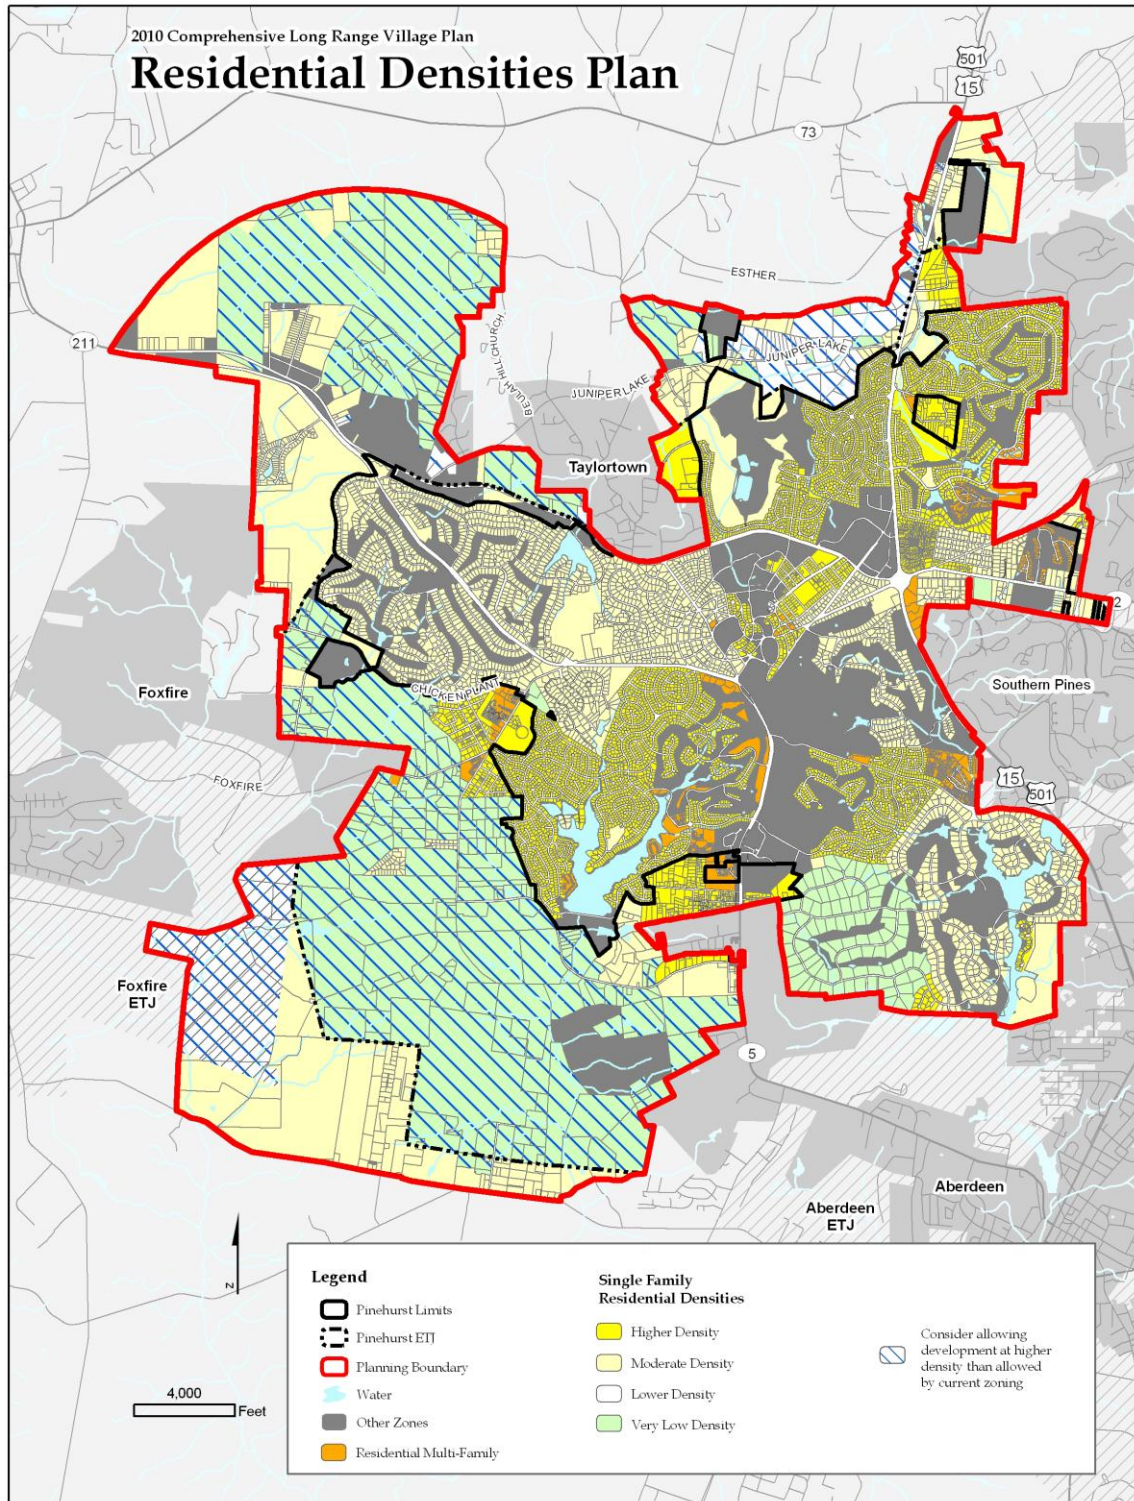 2010 Comprehensive Long Range Village Plan
Residential Densities Plan
501
15
73
ESTHER
211
BEULAH HILL CHURCH
JUNIPER LAKE
JUNIPER LAKE
Taylortown
2
CHICKEN PLANT
Foxfire
Southern Pines
FOXFIRE
15
501
Foxfire
ETJ
5
Aberdeen
Aberdeen
ETJ
N
4,000
Feet
Legend
Pinehurst Limits
Pinehurst ETJ
Planning Boundary
Water
Other Zones
Residential Multi-Family
Single Family
Residential Densities
Higher Density
Moderate Density
Lower Density
Very Low Density
Consider allowing
development at higher
density than allowed
by current zoning